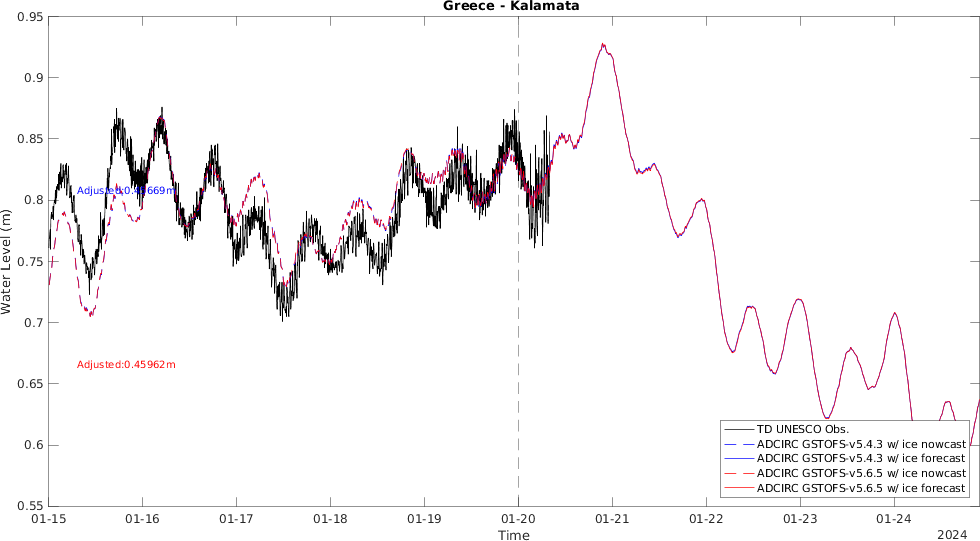 Greece - Kalamata
0.95
0.9
0.85
0.8
0.75
0.7
0.65
0.6
0.55
Water Level (m)
Adjusted:0.45962m
TD UNESCO Obs.
ADCIRC GSTOFS-v5.4.3 w/ ice nowcast
ADCIRC GSTOFS-v5.4.3 w/ ice forecast
ADCIRC GSTOFS-v5.6.5 w/ ice nowcast
ADCIRC GSTOFS-v5.6.5 w/ ice forecast
01-15 01-16 01-17 01-18 01-19 01-20 01-21 01-22 01-23 01-24
Time
2024